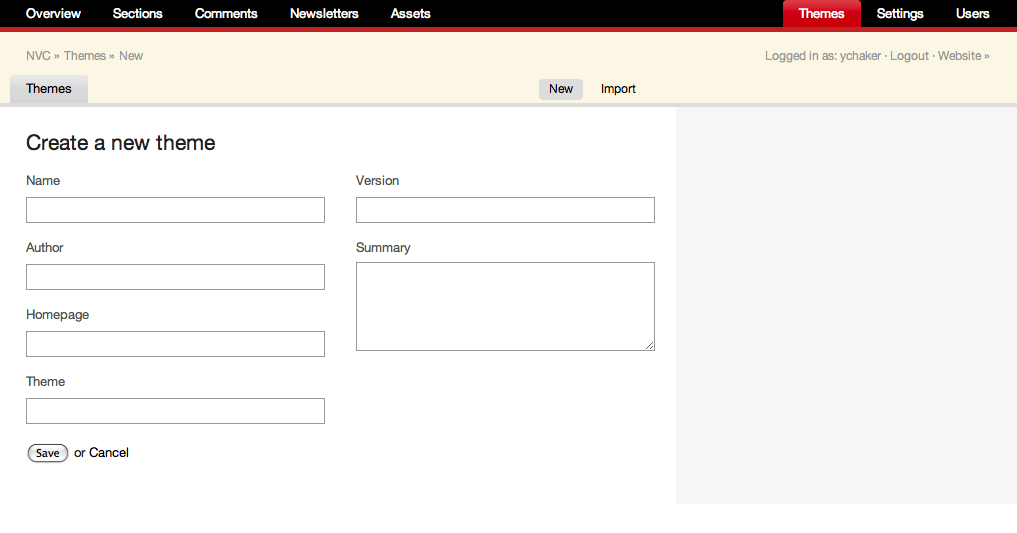 Overview Sections Comments Newsletters Assets Themes Settings Users
NVC » Themes » New Logged in as: ychaker · Logout · Website »
Themes New Import
Create a new theme
Name Version
Author Summary
Homepage
Theme
Save or Cancel